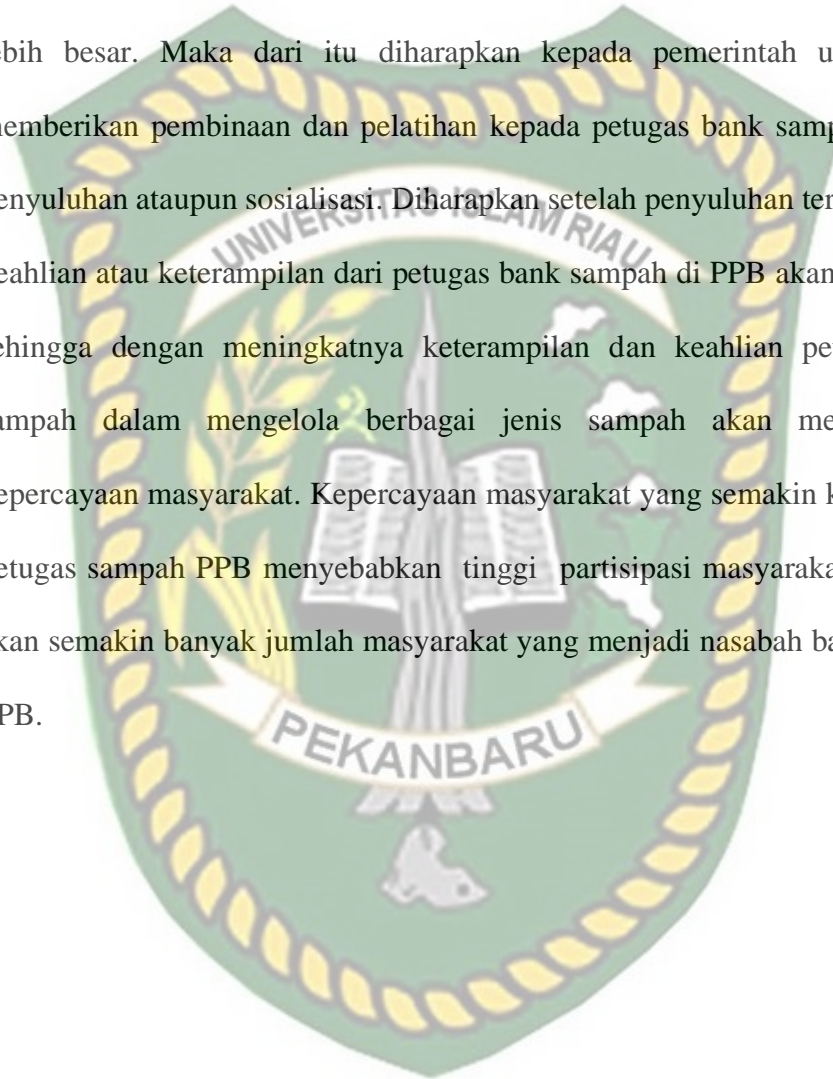 ebih besar. Maka dari itu diharapkan kepada pemerintah u
nemberikan pembinaan dan pelatihan kepada petugas bank samp
enyuluhan ataupun sosialisasi. Diharapkan setelah penyuluhan ter
UNIVERSITAS ISLAM RIAU
eahlian atau keterampilan dari petugas bank sampah di PPB akan
ehingga dengan meningkatnya keterampilan dan keahlian pe
ampah dalam mengelola berbagai jenis sampah akan me
epercayaan masyarakat. Kepercayaan masyarakat yang semakin k
etugas sampah PPB menyebabkan tinggi partisipasi masyaraka
kan semakin banyak jumlah masyarakat yang menjadi nasabah ba
PB.
PEKANBARU